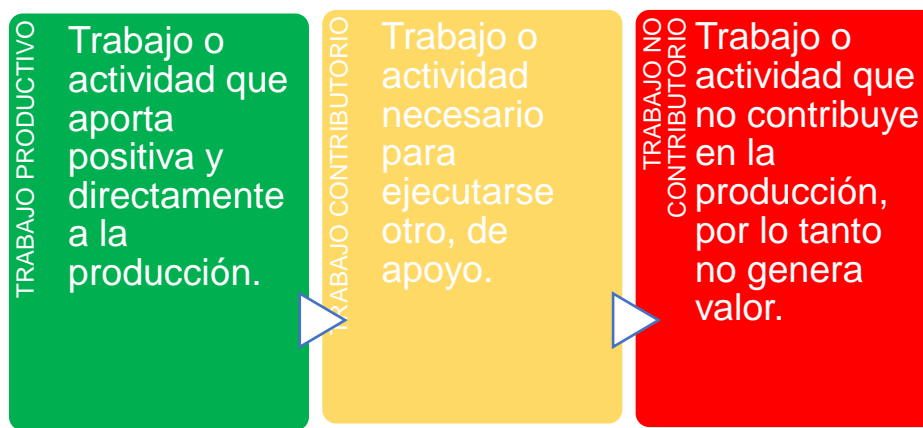 TRABAJO PRODUCTIVO
Trabajo o
actividad que
aporta
positiva y
directamente
a la
producción.
TRABAJO CONTRIBUTORIO
Trabajo o
actividad
necesario
para
ejecutarse
otro, de
apoyo.
TRABAJO NO
CONTRIBUTORIO
Trabajo o
actividad que
no contribuye
en la
producción,
por lo tanto
no genera
valor.